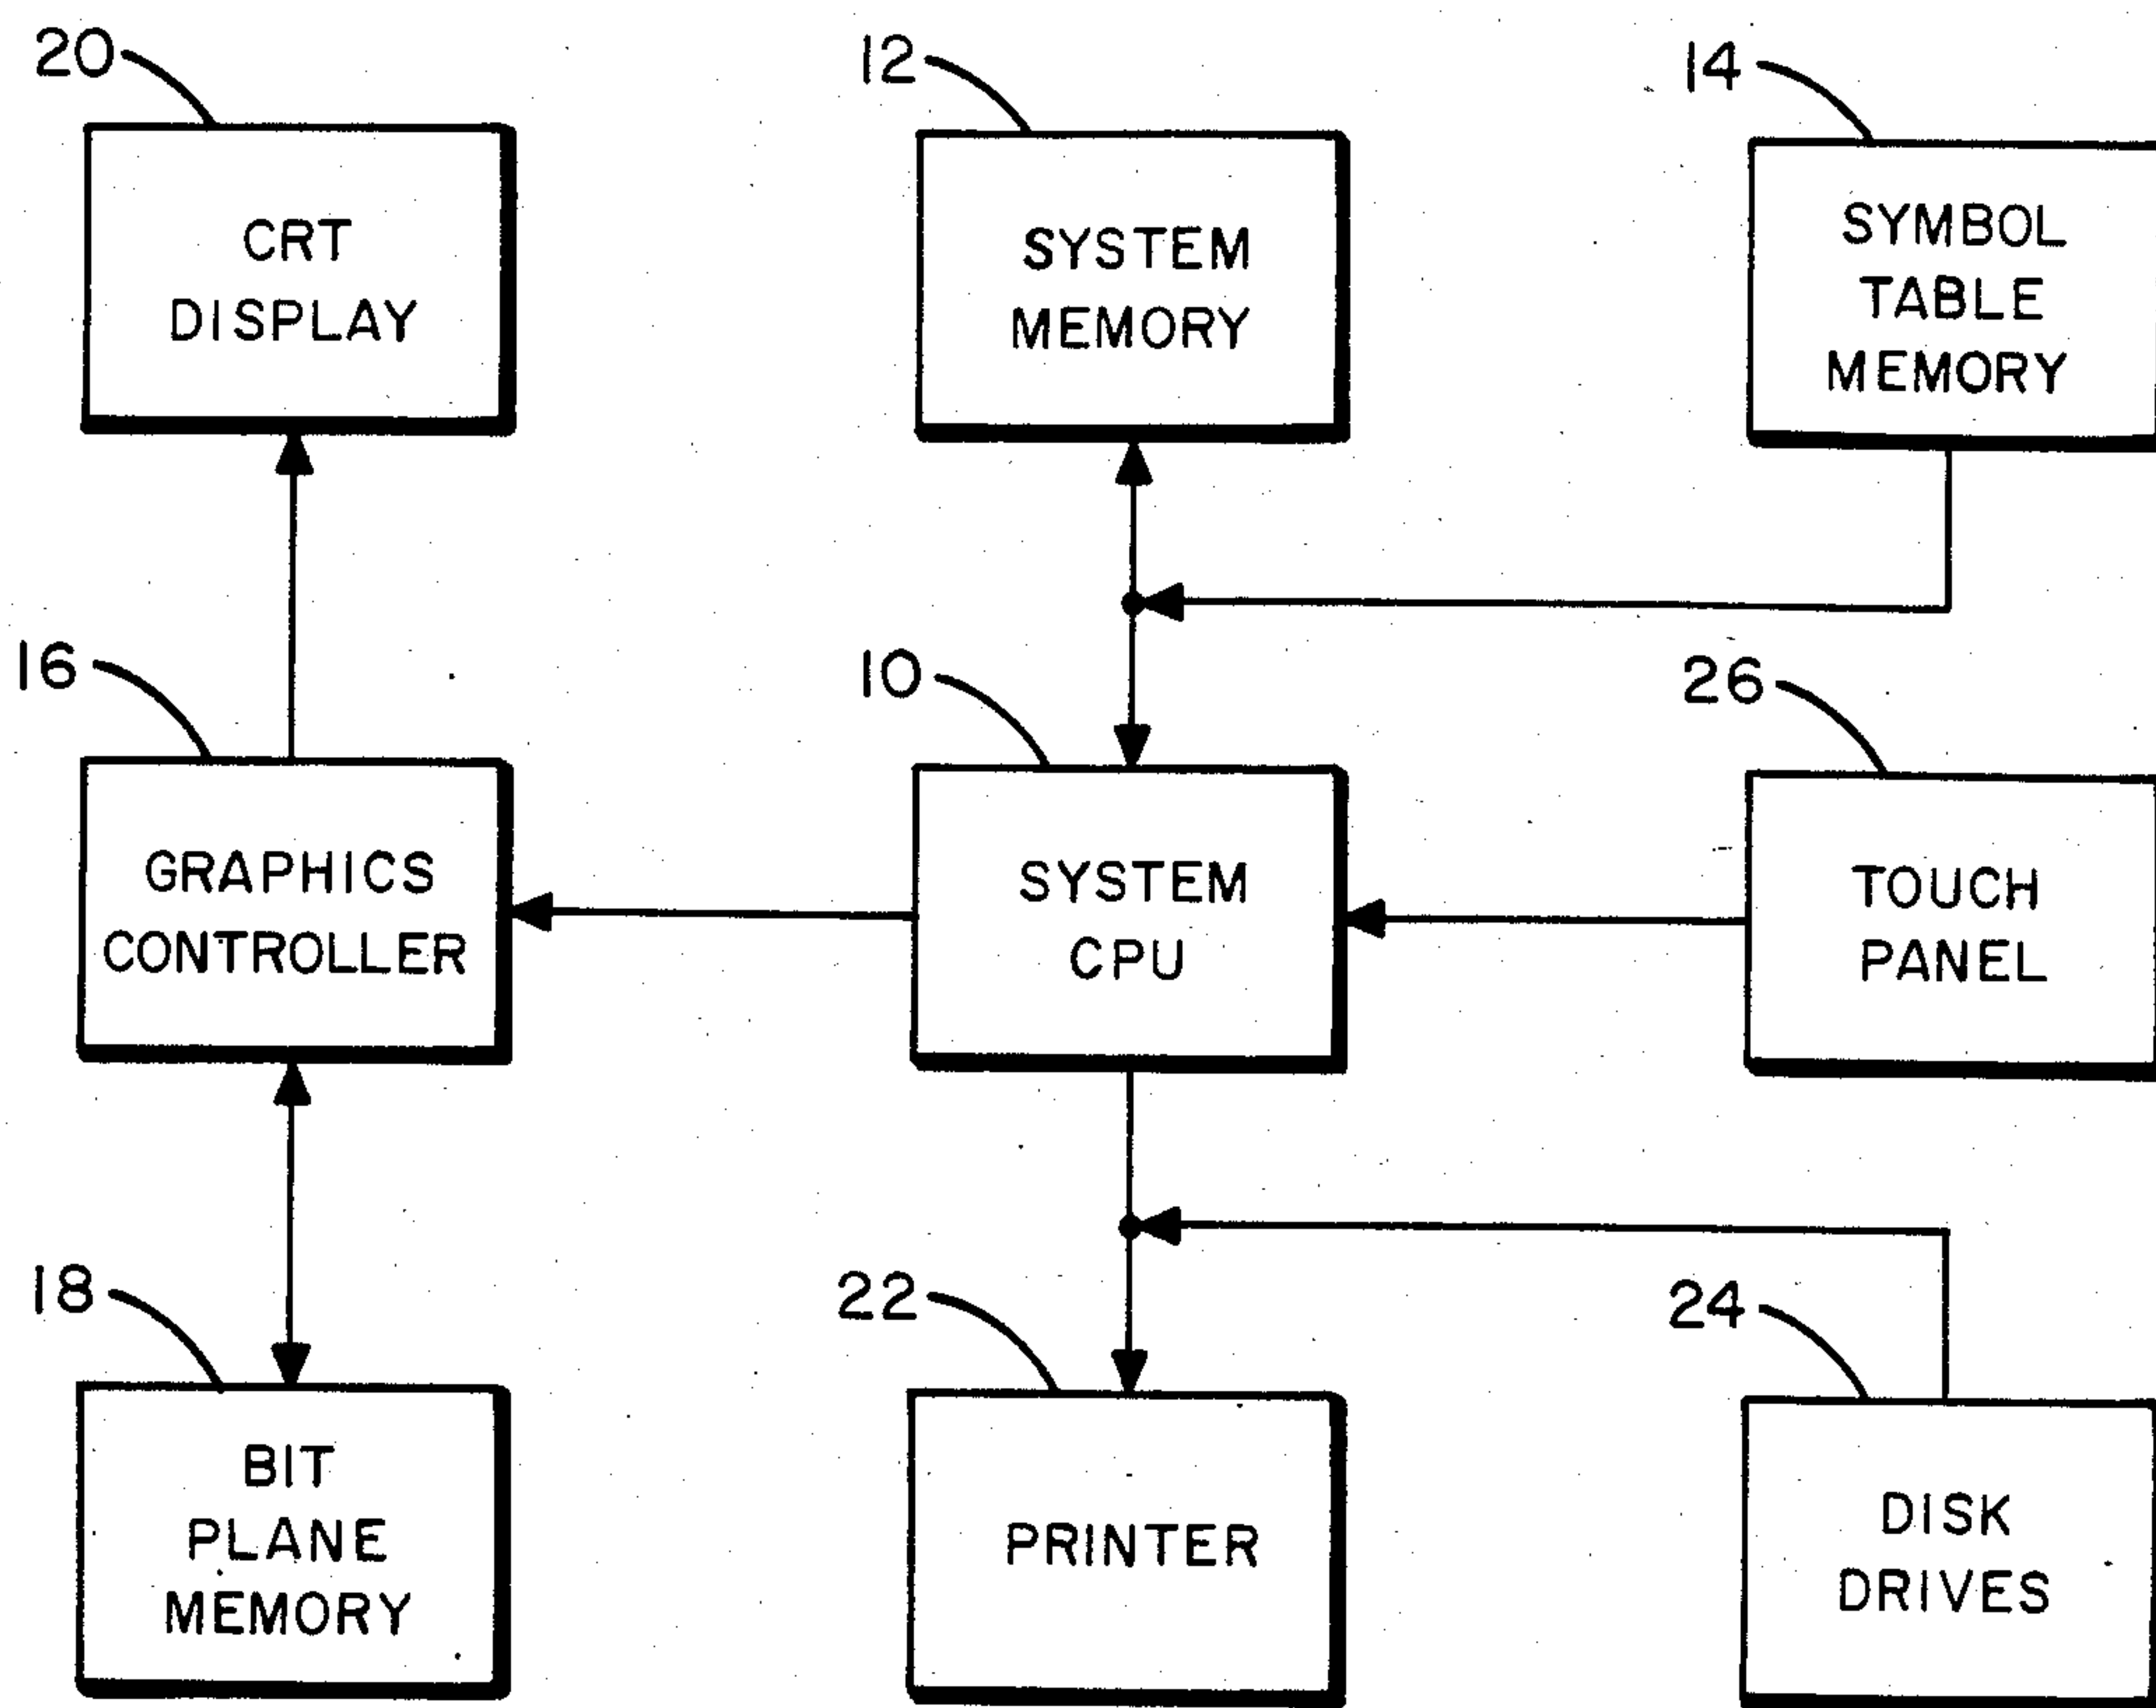 20
12
14
CRT
DISPLAY
SYSTEM
MEMORY
SYMBOL
TABLE
MEMORY
16
10
26
GRAPHICS
CONTROLLER
SYSTEM
CPU
TOUCH
PANEL
18
22
24
BIT
PLANE
MEMORY
PRINTER
DISK
DRIVES